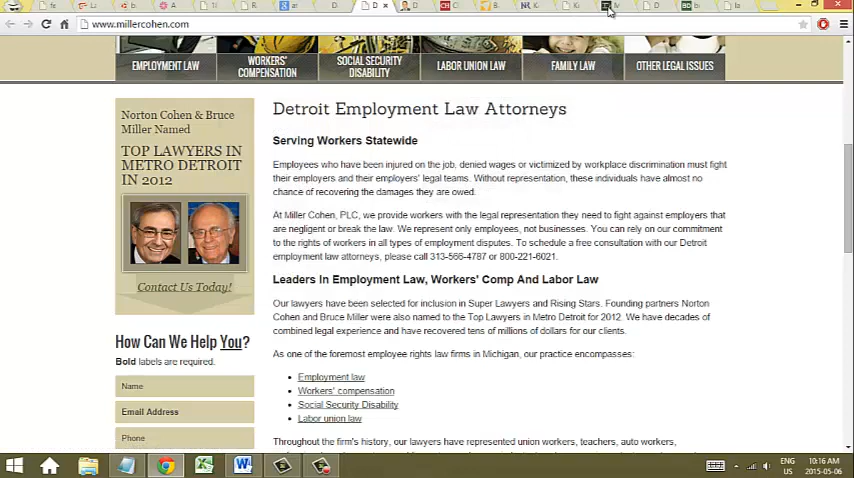 www.millercohen.com
EMPLOYMENT LAW
WORKERS'
COMPENSATION
SOCIAL SECURITY
DISABILITY
LABOR UNION LAW
FAMILY LAW
OTHER LEGAL ISSUES
Norton Cohen & Bruce
Miller Named
TOP LAWYERS IN
METRO DETROIT
IN 2012
Contact Us Today!
How Can We Help You?
Bold labels are required.
Name
Email Address
Phone
Detroit Employment Law Attorneys
Serving Workers Statewide
Employees who have been injured on the job, denied wages or victimized by workplace discrimination must fight
their employers and their employers' legal teams. Without representation, these individuals have almost no
chance of recovering the damages they are owed.
At Miller Cohen, PLC, we provide workers with the legal representation they need to fight against employers that
are negligent or break the law. We represent only employees, not businesses. You can rely on our commitment
to the rights of workers in all types of employment disputes. To schedule a free consultation with our Detroit
employment law attorneys, please call 313-566-4787 or 800-221-6021.
Leaders In Employment Law, Workers' Comp And Labor Law
Our lawyers have been selected for inclusion in Super Lawyers and Rising Stars. Founding partners Norton
Cohen and Bruce Miller were also named to the Top Lawyers in Metro Detroit for 2012. We have decades of
combined legal experience and have recovered tens of millions of dollars for our clients.
As one of the foremost employee rights law firms in Michigan, our practice encompasses:
• Employment law
• Workers' compensation
• Social Security Disability
• Labor union law
Throughout the firm's history, our lawyers have represented union workers, teachers, auto workers,
ENG
US
10:16 AM
2015-05-06